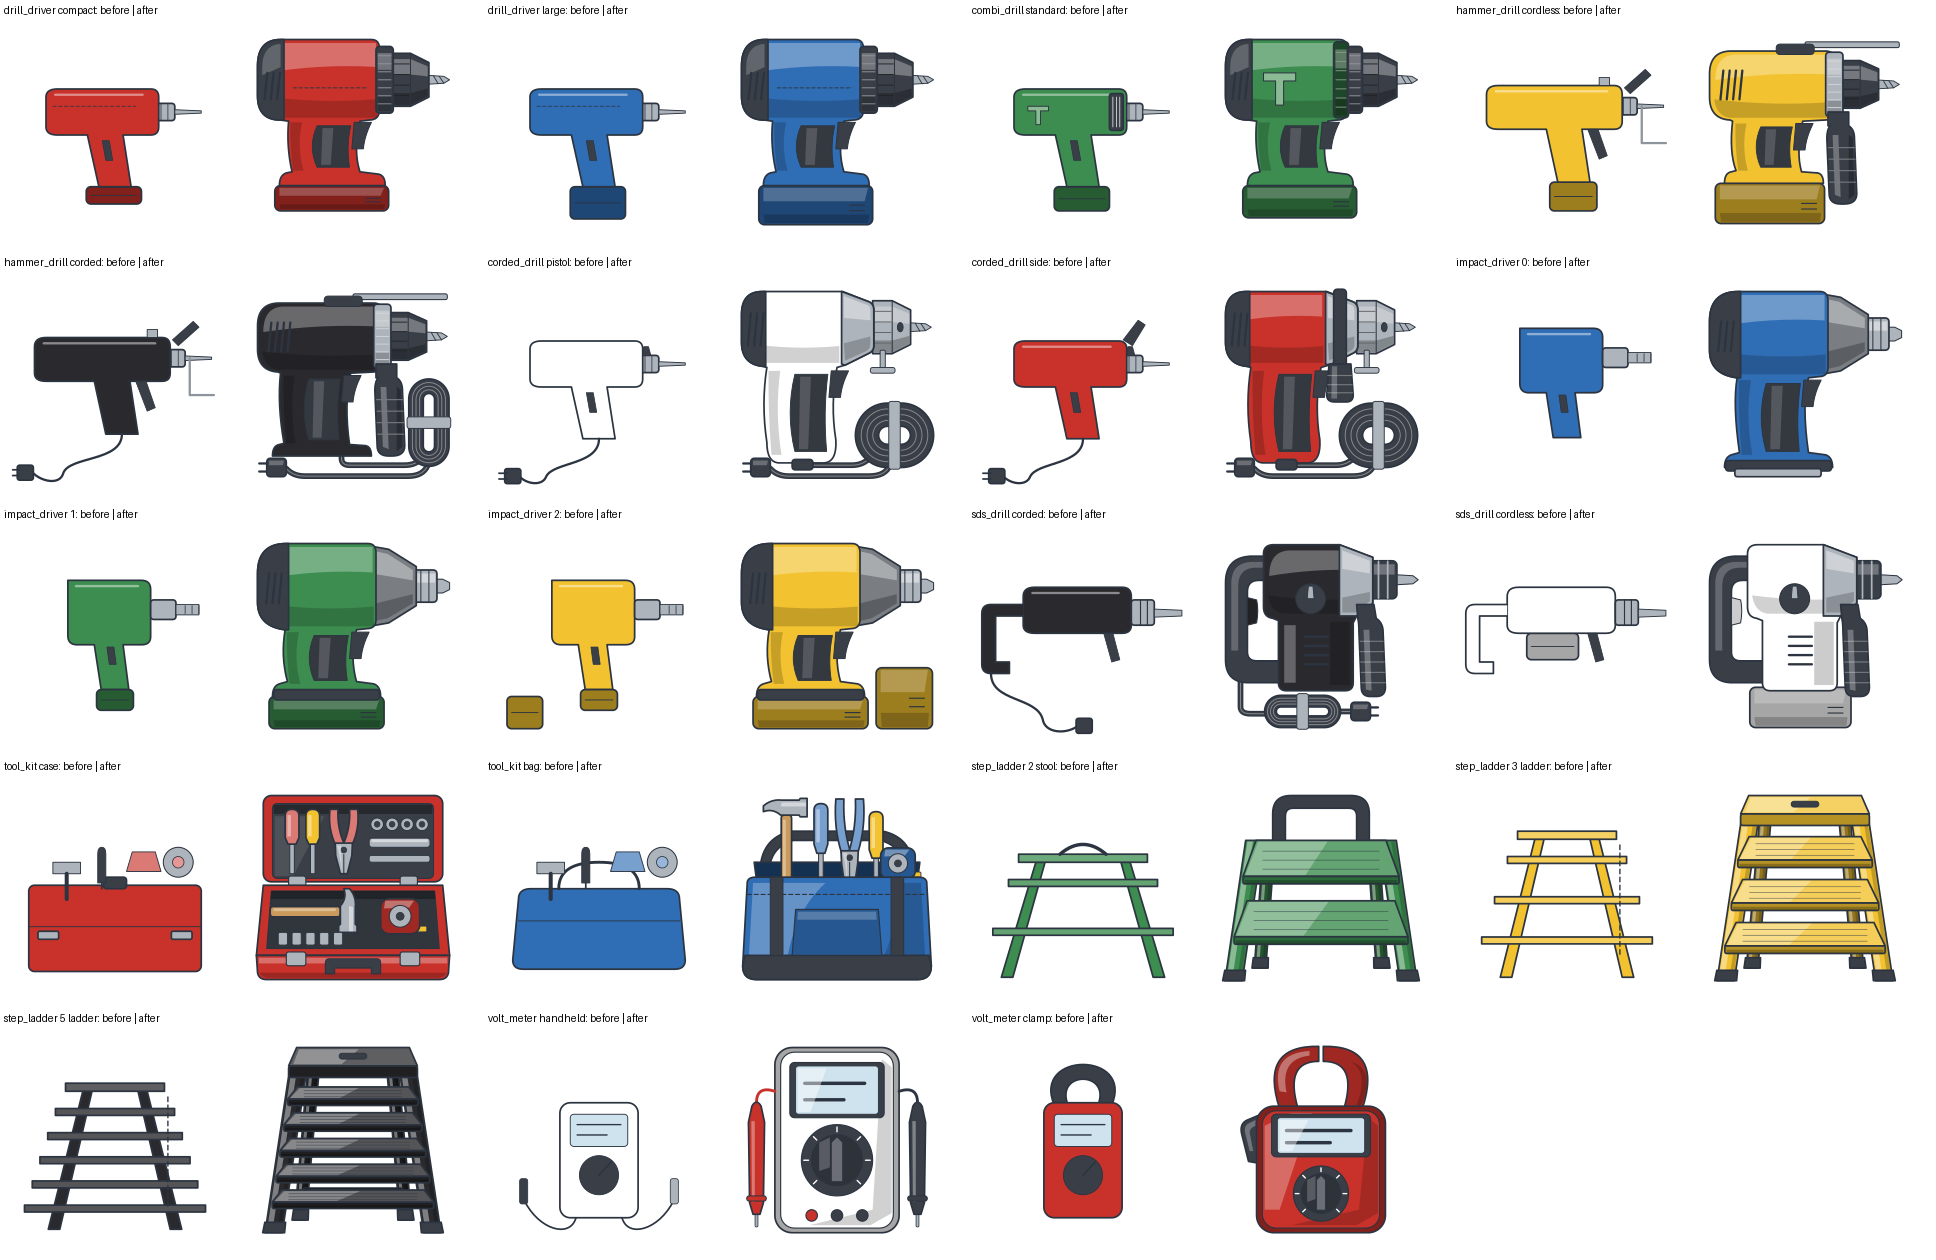 drill_driver compact: before | after
drill_driver large: before | after
combi_drill standard: before | after
hammer_drill cordless: before | after
hammer_drill corded: before | after
corded_drill pistol: before | after
corded_drill side: before | after
impact_driver 0: before | after
impact_driver 1: before | after
impact_driver 2: before | after
sds_drill corded: before | after
sds_drill cordless: before | after
tool_kit case: before | after
tool_kit bag: before | after
step_ladder 2 stool: before | after
step_ladder 3 ladder: before | after
step_ladder 5 ladder: before | after
volt_meter handheld: before | after
volt_meter clamp: before | after